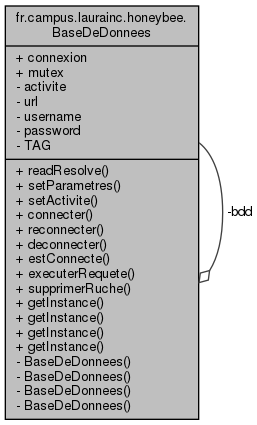 fr.campus.laurainc.honeybee.
BaseDeDonnees
+ connexion
+ mutex
- activite
- url
- username
- password
- TAG
+ readResolve()
+ setParametres()
+ setActivite()
+ connecter()
+ reconnecter()
+ deconnecter()
+ estConnecte()
+ executerRequete()
+ supprimerRuche()
+ getInstance()
+ getInstance()
+ getInstance()
+ getInstance()
- BaseDeDonnees()
- BaseDeDonnees()
- BaseDeDonnees()
- BaseDeDonnees()
-bdd